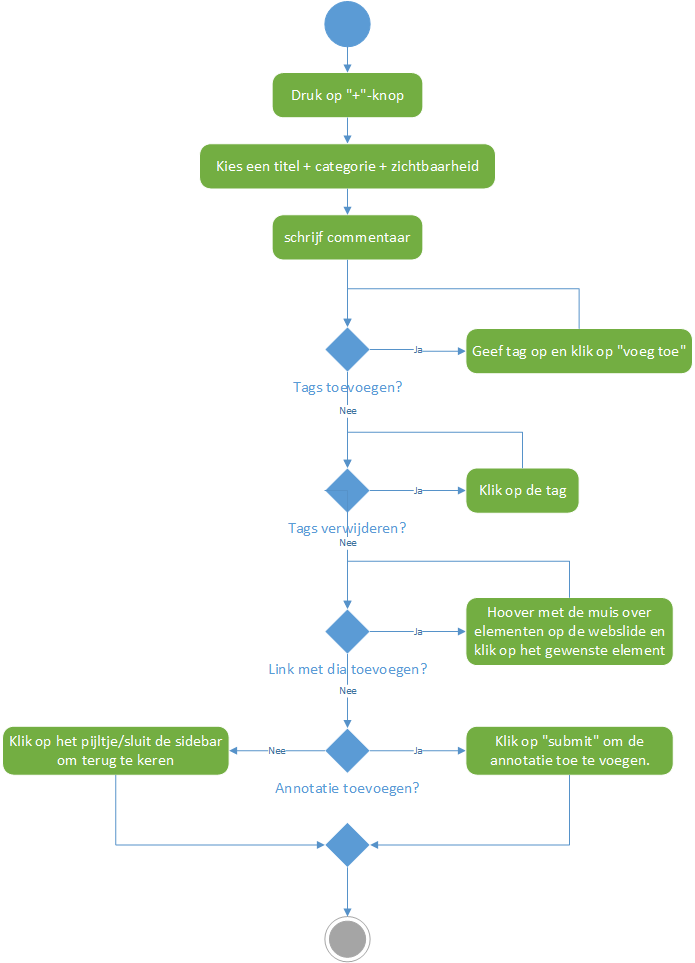 Druk op "+"-knop
Kies een titel + categorie + zichtbaarheid
schrijf commentaar
Ja
Geef tag op en klik op "voeg toe"
Tags toevoegen?
Nee
Ja
Klik op de tag
Tags verwijderen?
Nee
Ja
Hoover met de muis over
elementen op de webslide en
klik op het gewenste element
Link met dia toevoegen?
Nee
Klik op het pijltje/sluit de sidebar
om terug te keren
Nee
Ja
Klik op "submit" om de
annotatie toe te voegen.
Annotatie toevoegen?